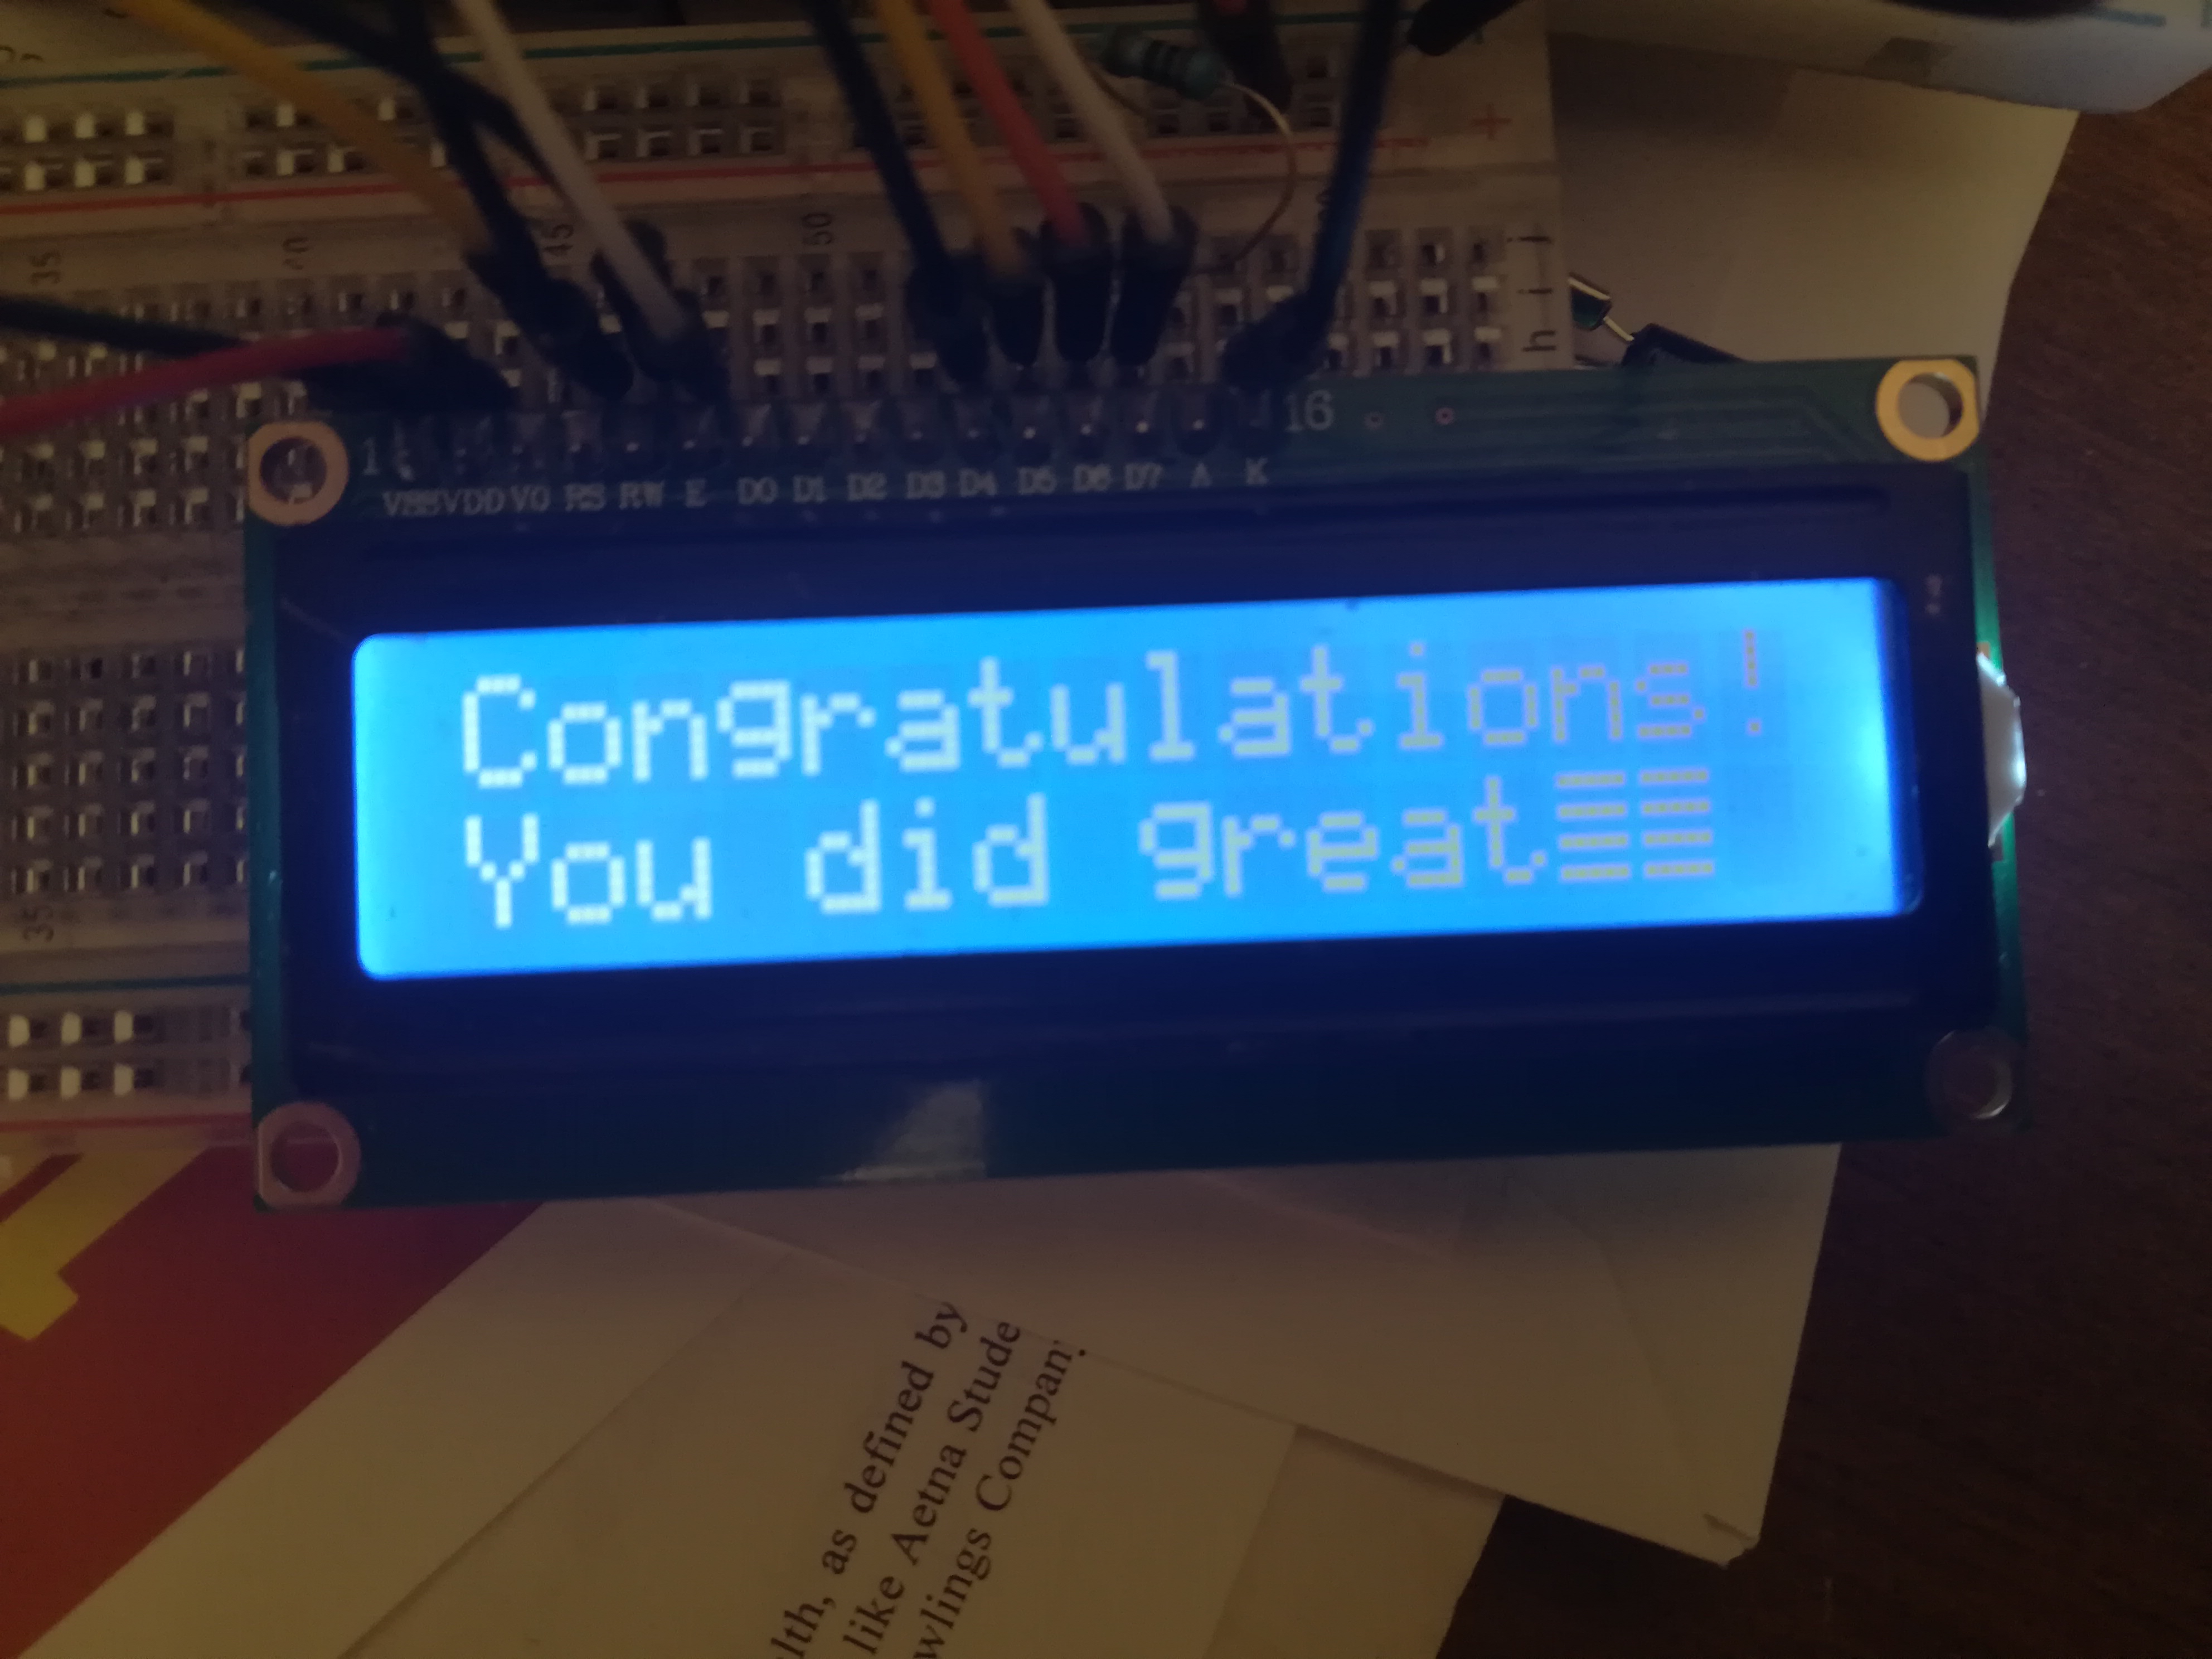 35 40 45 50
j
i
h
1 16
VSS VDD V0 RS RW E D0 D1 D2 D3 D4 D5 D6 D7 A K
Congratulations!
You did great≣≣
35
lth, as defined by
like Aetna Stude
wlings Compan